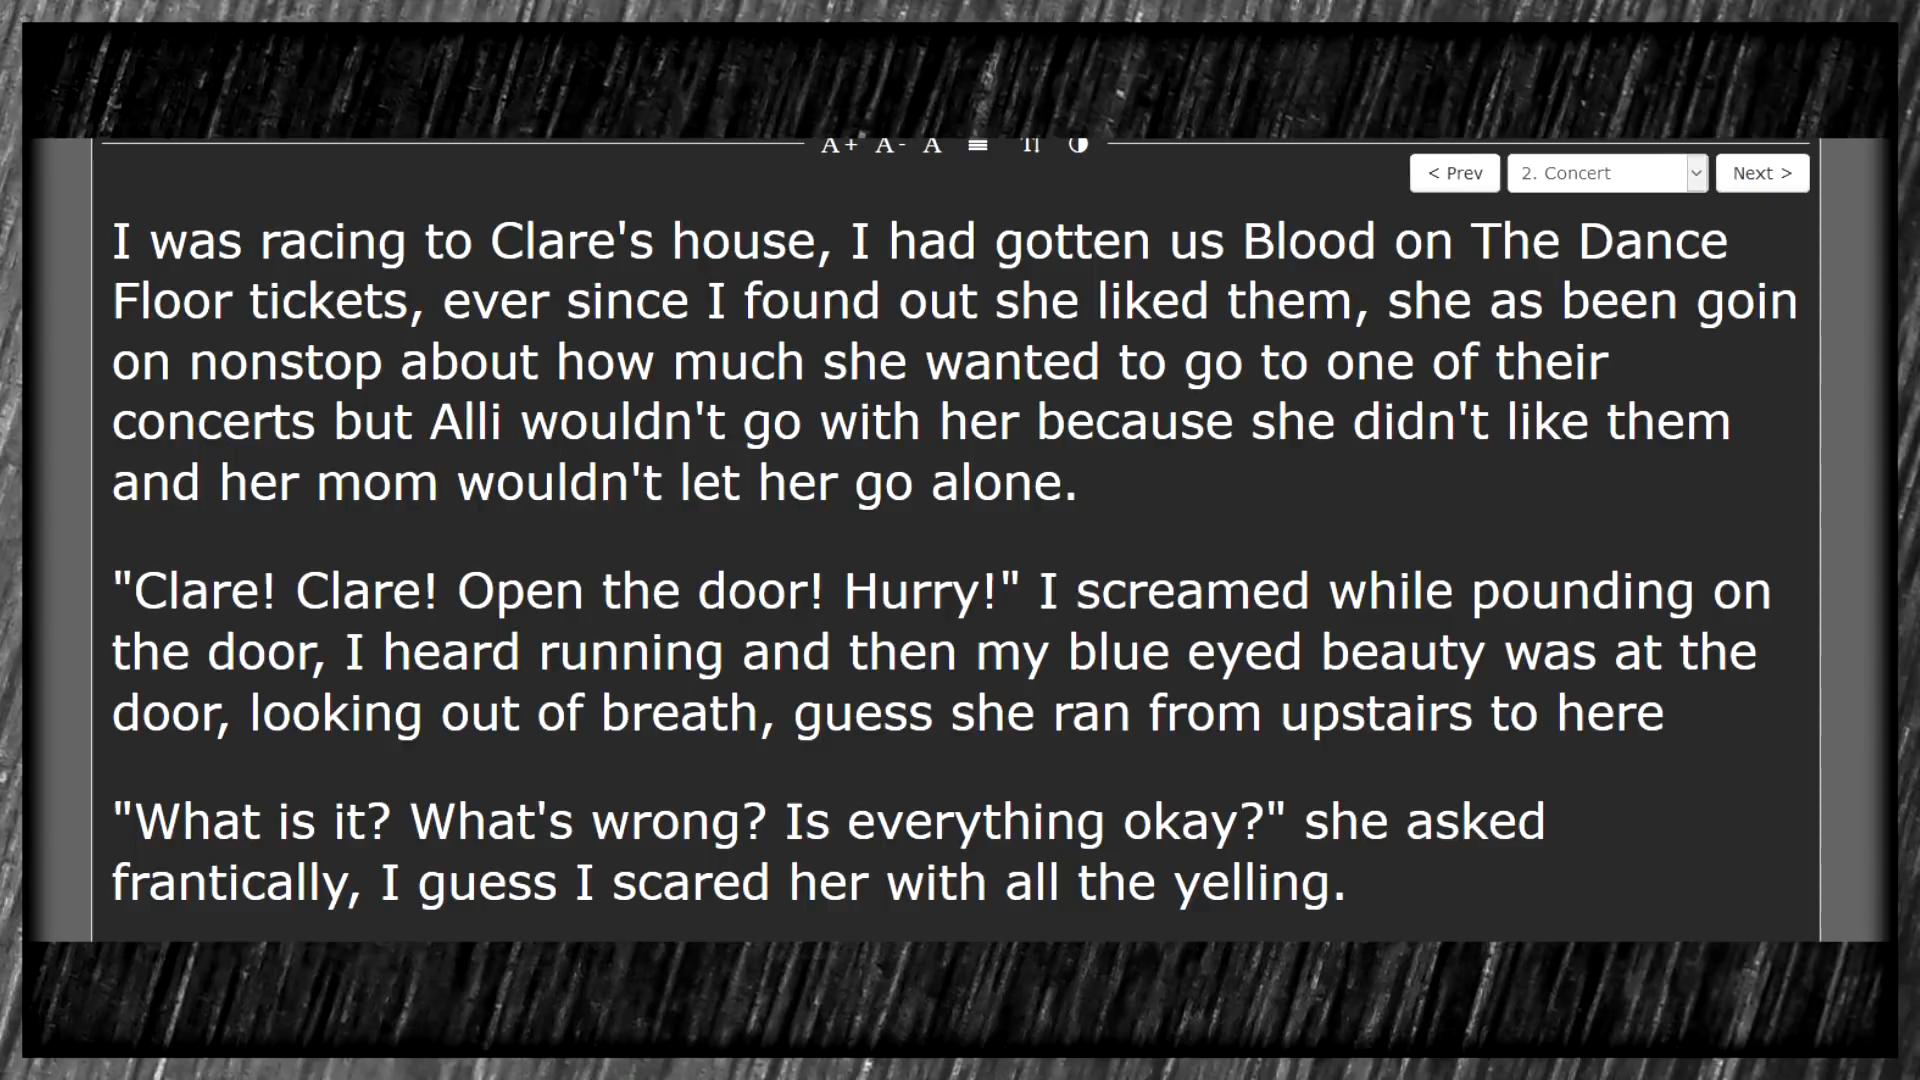 A+ A- A
< Prev 2. Concert Next >
I was racing to Clare's house, I had gotten us Blood on The Dance
Floor tickets, ever since I found out she liked them, she as been goin
on nonstop about how much she wanted to go to one of their
concerts but Alli wouldn't go with her because she didn't like them
and her mom wouldn't let her go alone.
"Clare! Clare! Open the door! Hurry!" I screamed while pounding on
the door, I heard running and then my blue eyed beauty was at the
door, looking out of breath, guess she ran from upstairs to here
"What is it? What's wrong? Is everything okay?" she asked
frantically, I guess I scared her with all the yelling.